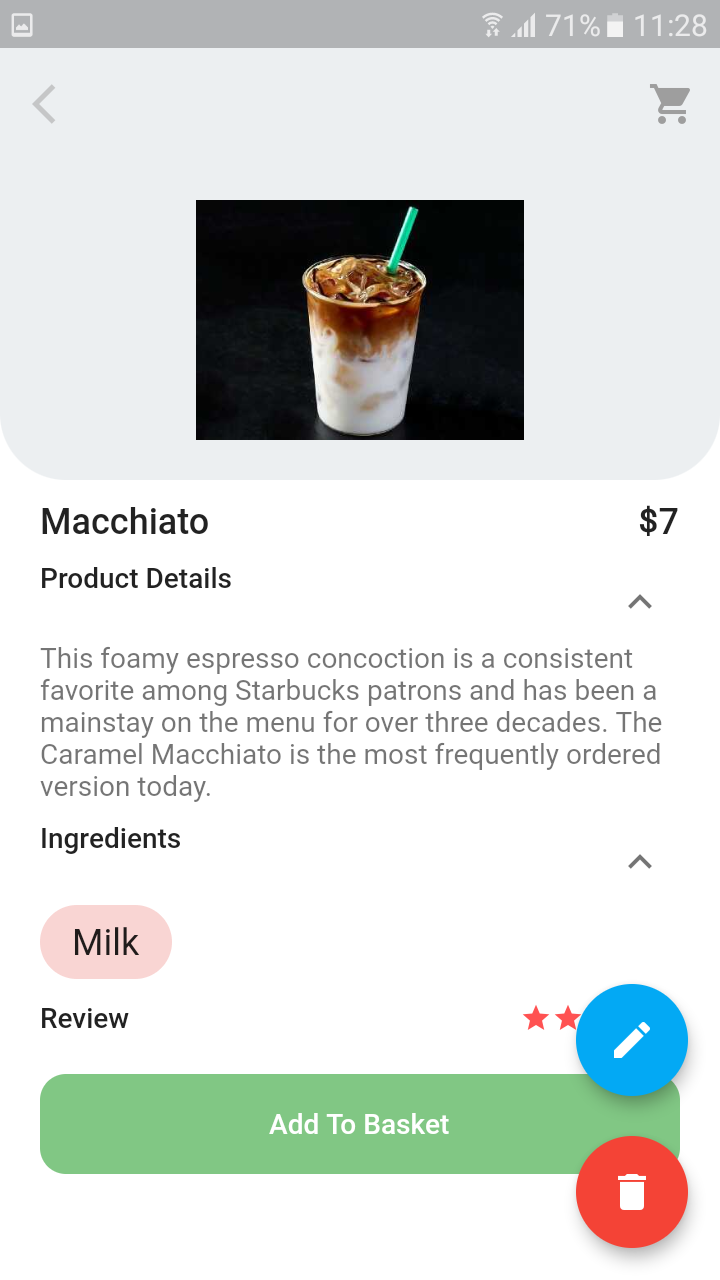 71% 11:28
Macchiato $7
Product Details
This foamy espresso concoction is a consistent
favorite among Starbucks patrons and has been a
mainstay on the menu for over three decades. The
Caramel Macchiato is the most frequently ordered
version today.
Ingredients
Milk
Review
Add To Basket